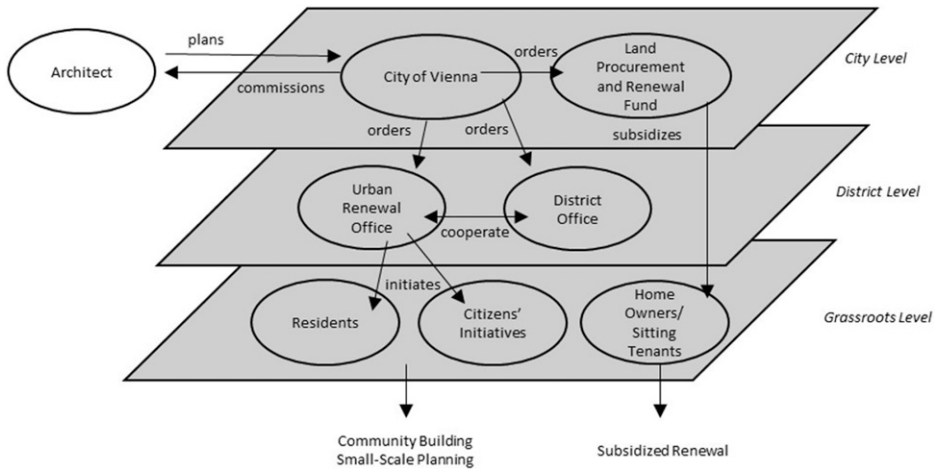 plans
Architect
commissions
City of Vienna
orders
Land
Procurement
and Renewal
Fund
City Level
orders
orders
subsidizes
Urban
Renewal
Office
cooperate
District
Office
District Level
initiates
Residents
Citizens'
Initiatives
Home
Owners/
Sitting
Tenants
Grassroots Level
Community Building
Small-Scale Planning
Subsidized Renewal